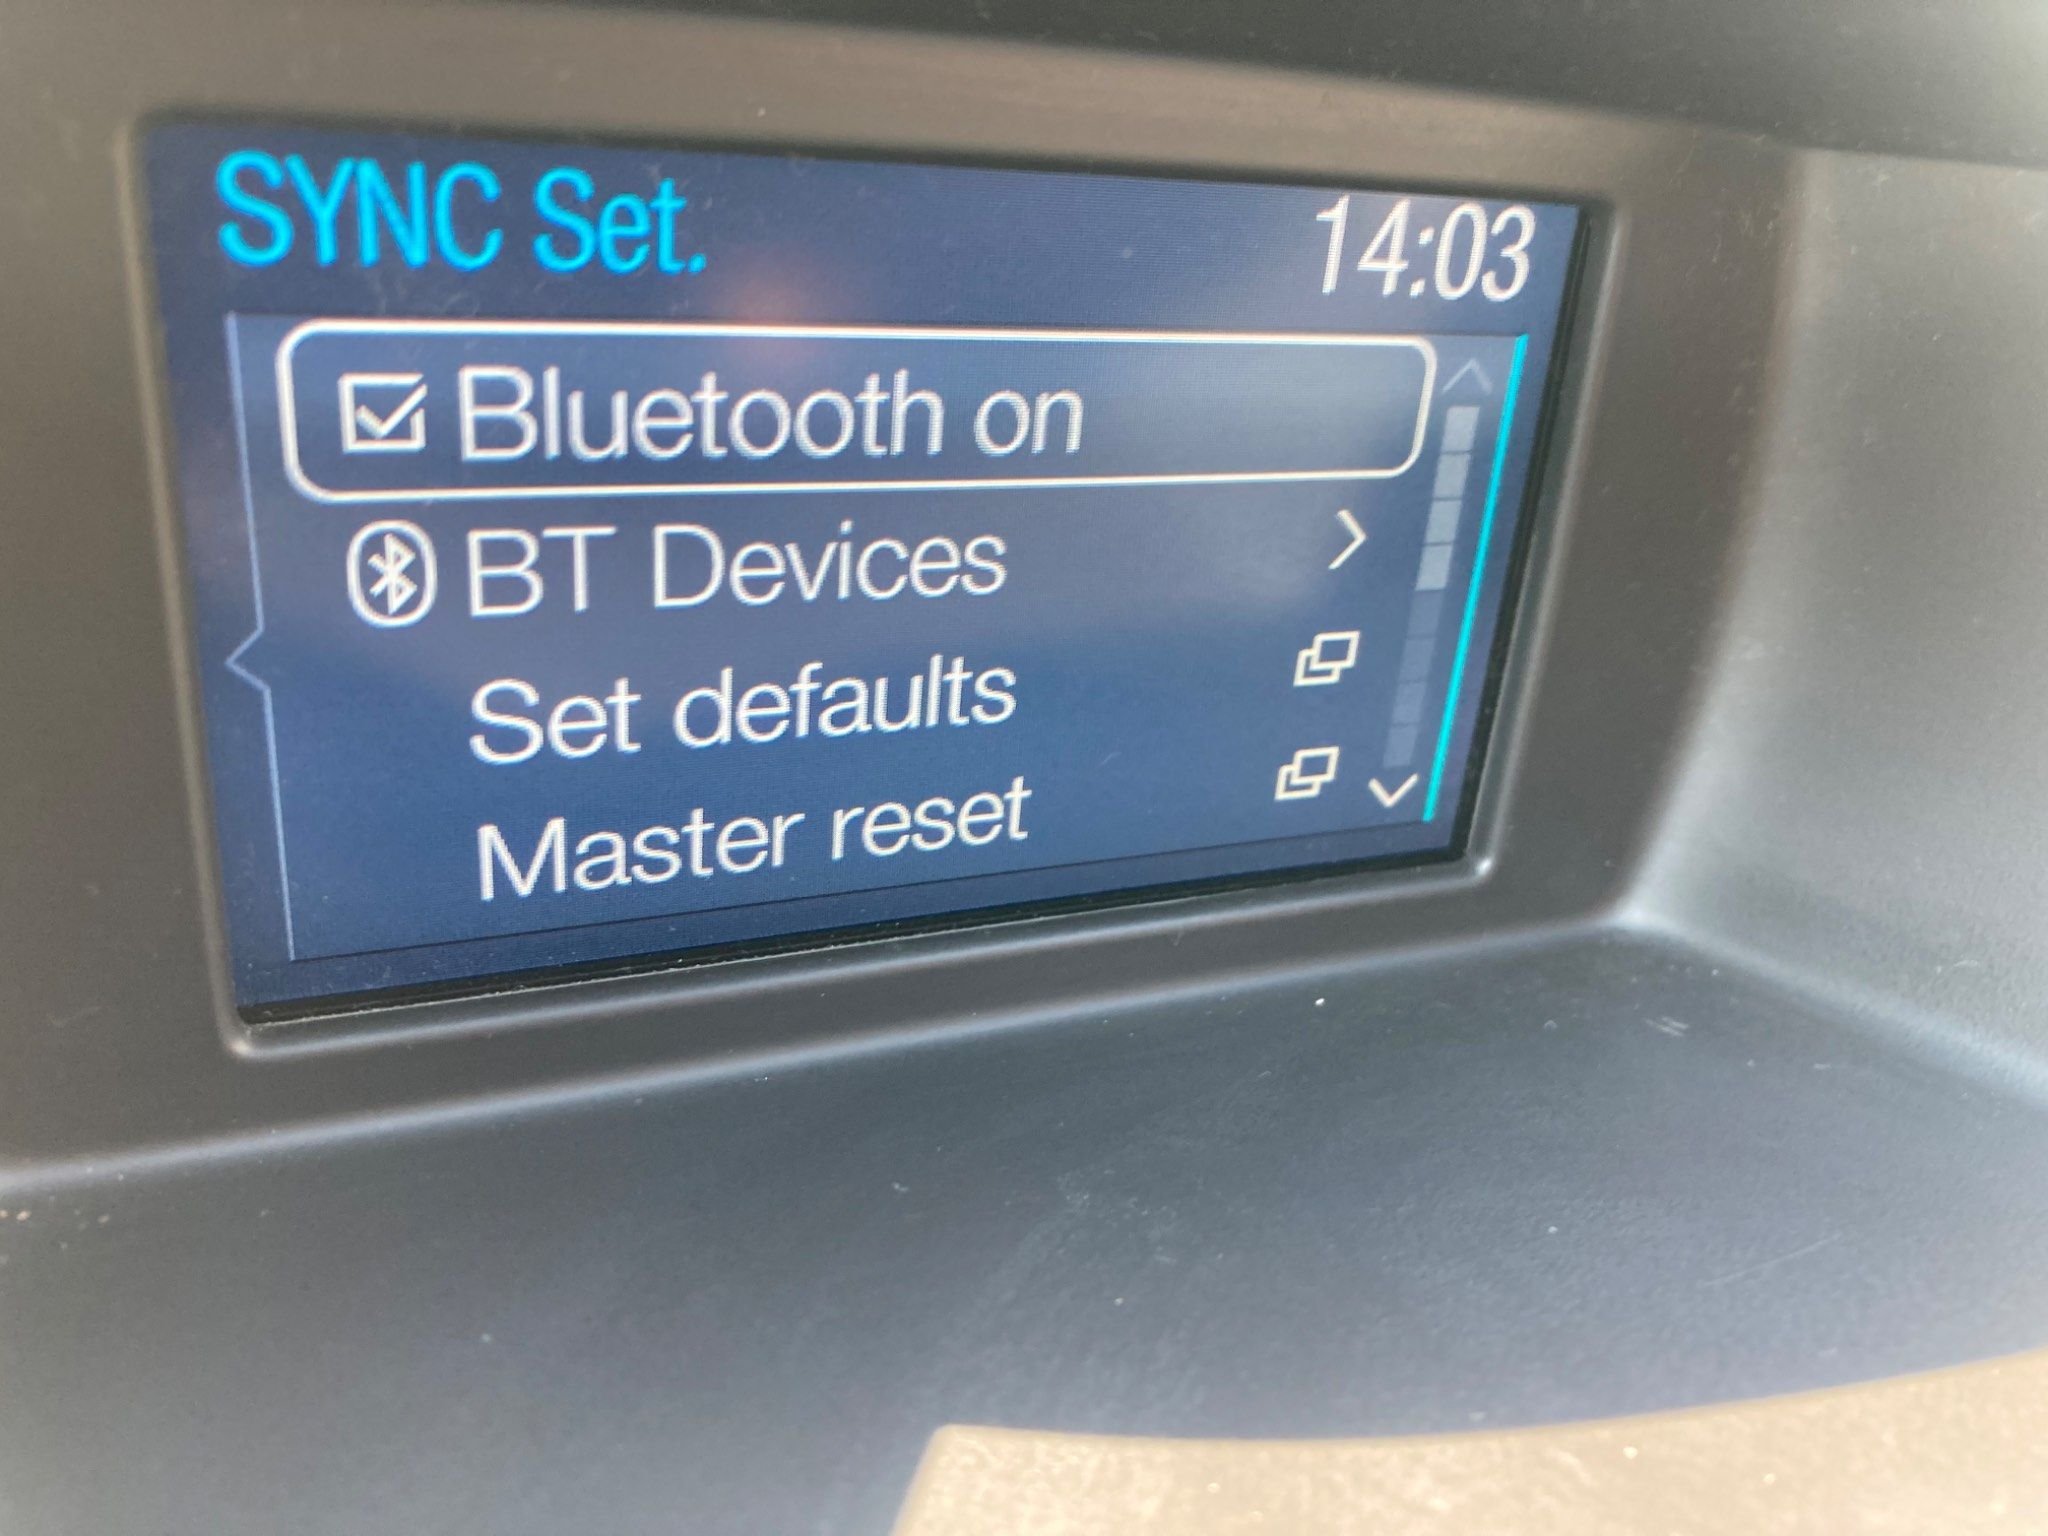 SYNC Set.
14:03
Bluetooth on
BT Devices
Set defaults
Master reset